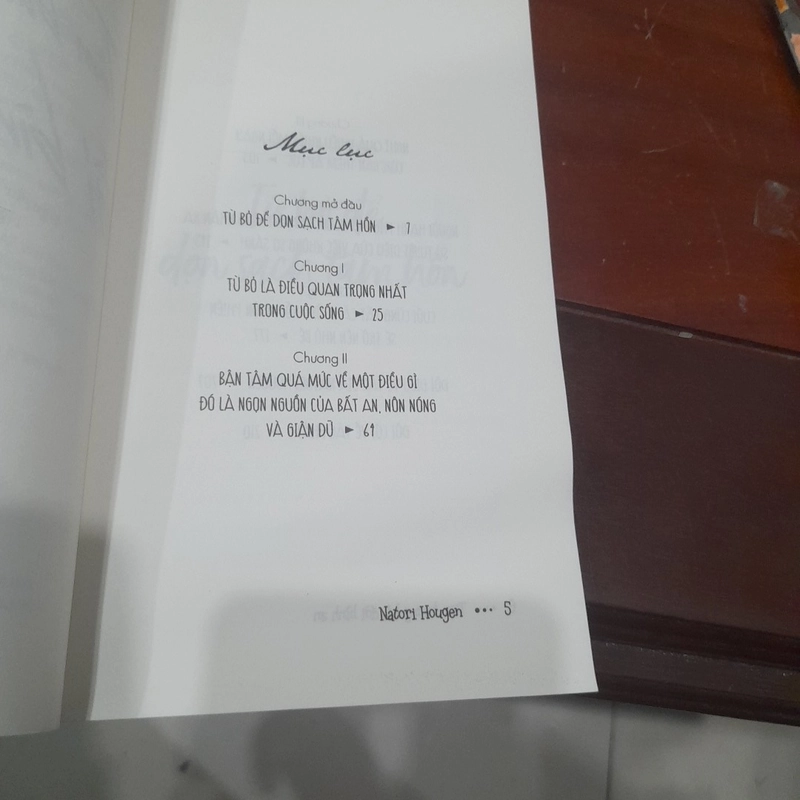 Mục lục
Chương mở đầu
TỪ BỎ ĐỂ DỌN SẠCH TÂM HỒN ► 7
Chương I
TỪ BỎ LÀ ĐIỀU QUAN TRỌNG NHẤT
TRONG CUỘC SỐNG ► 25
Chương II
BẬN TÂM QUÁ MỨC VỀ MỘT ĐIỀU GÌ
ĐÓ LÀ NGỌN NGUỒN CỦA BẤT AN, NÔN NÓNG
VÀ GIẬN DỮ ► 61
Natori Hougen ••• 5